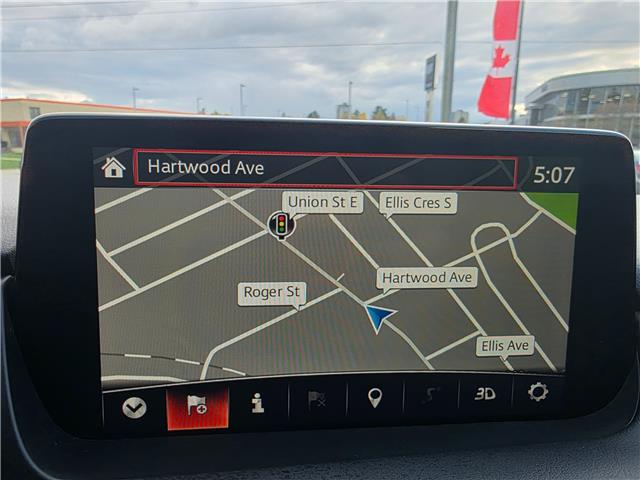 Hartwood Ave
5:07
Union St E
Ellis Cres S
Hartwood Ave
Roger St
Ellis Ave
3D